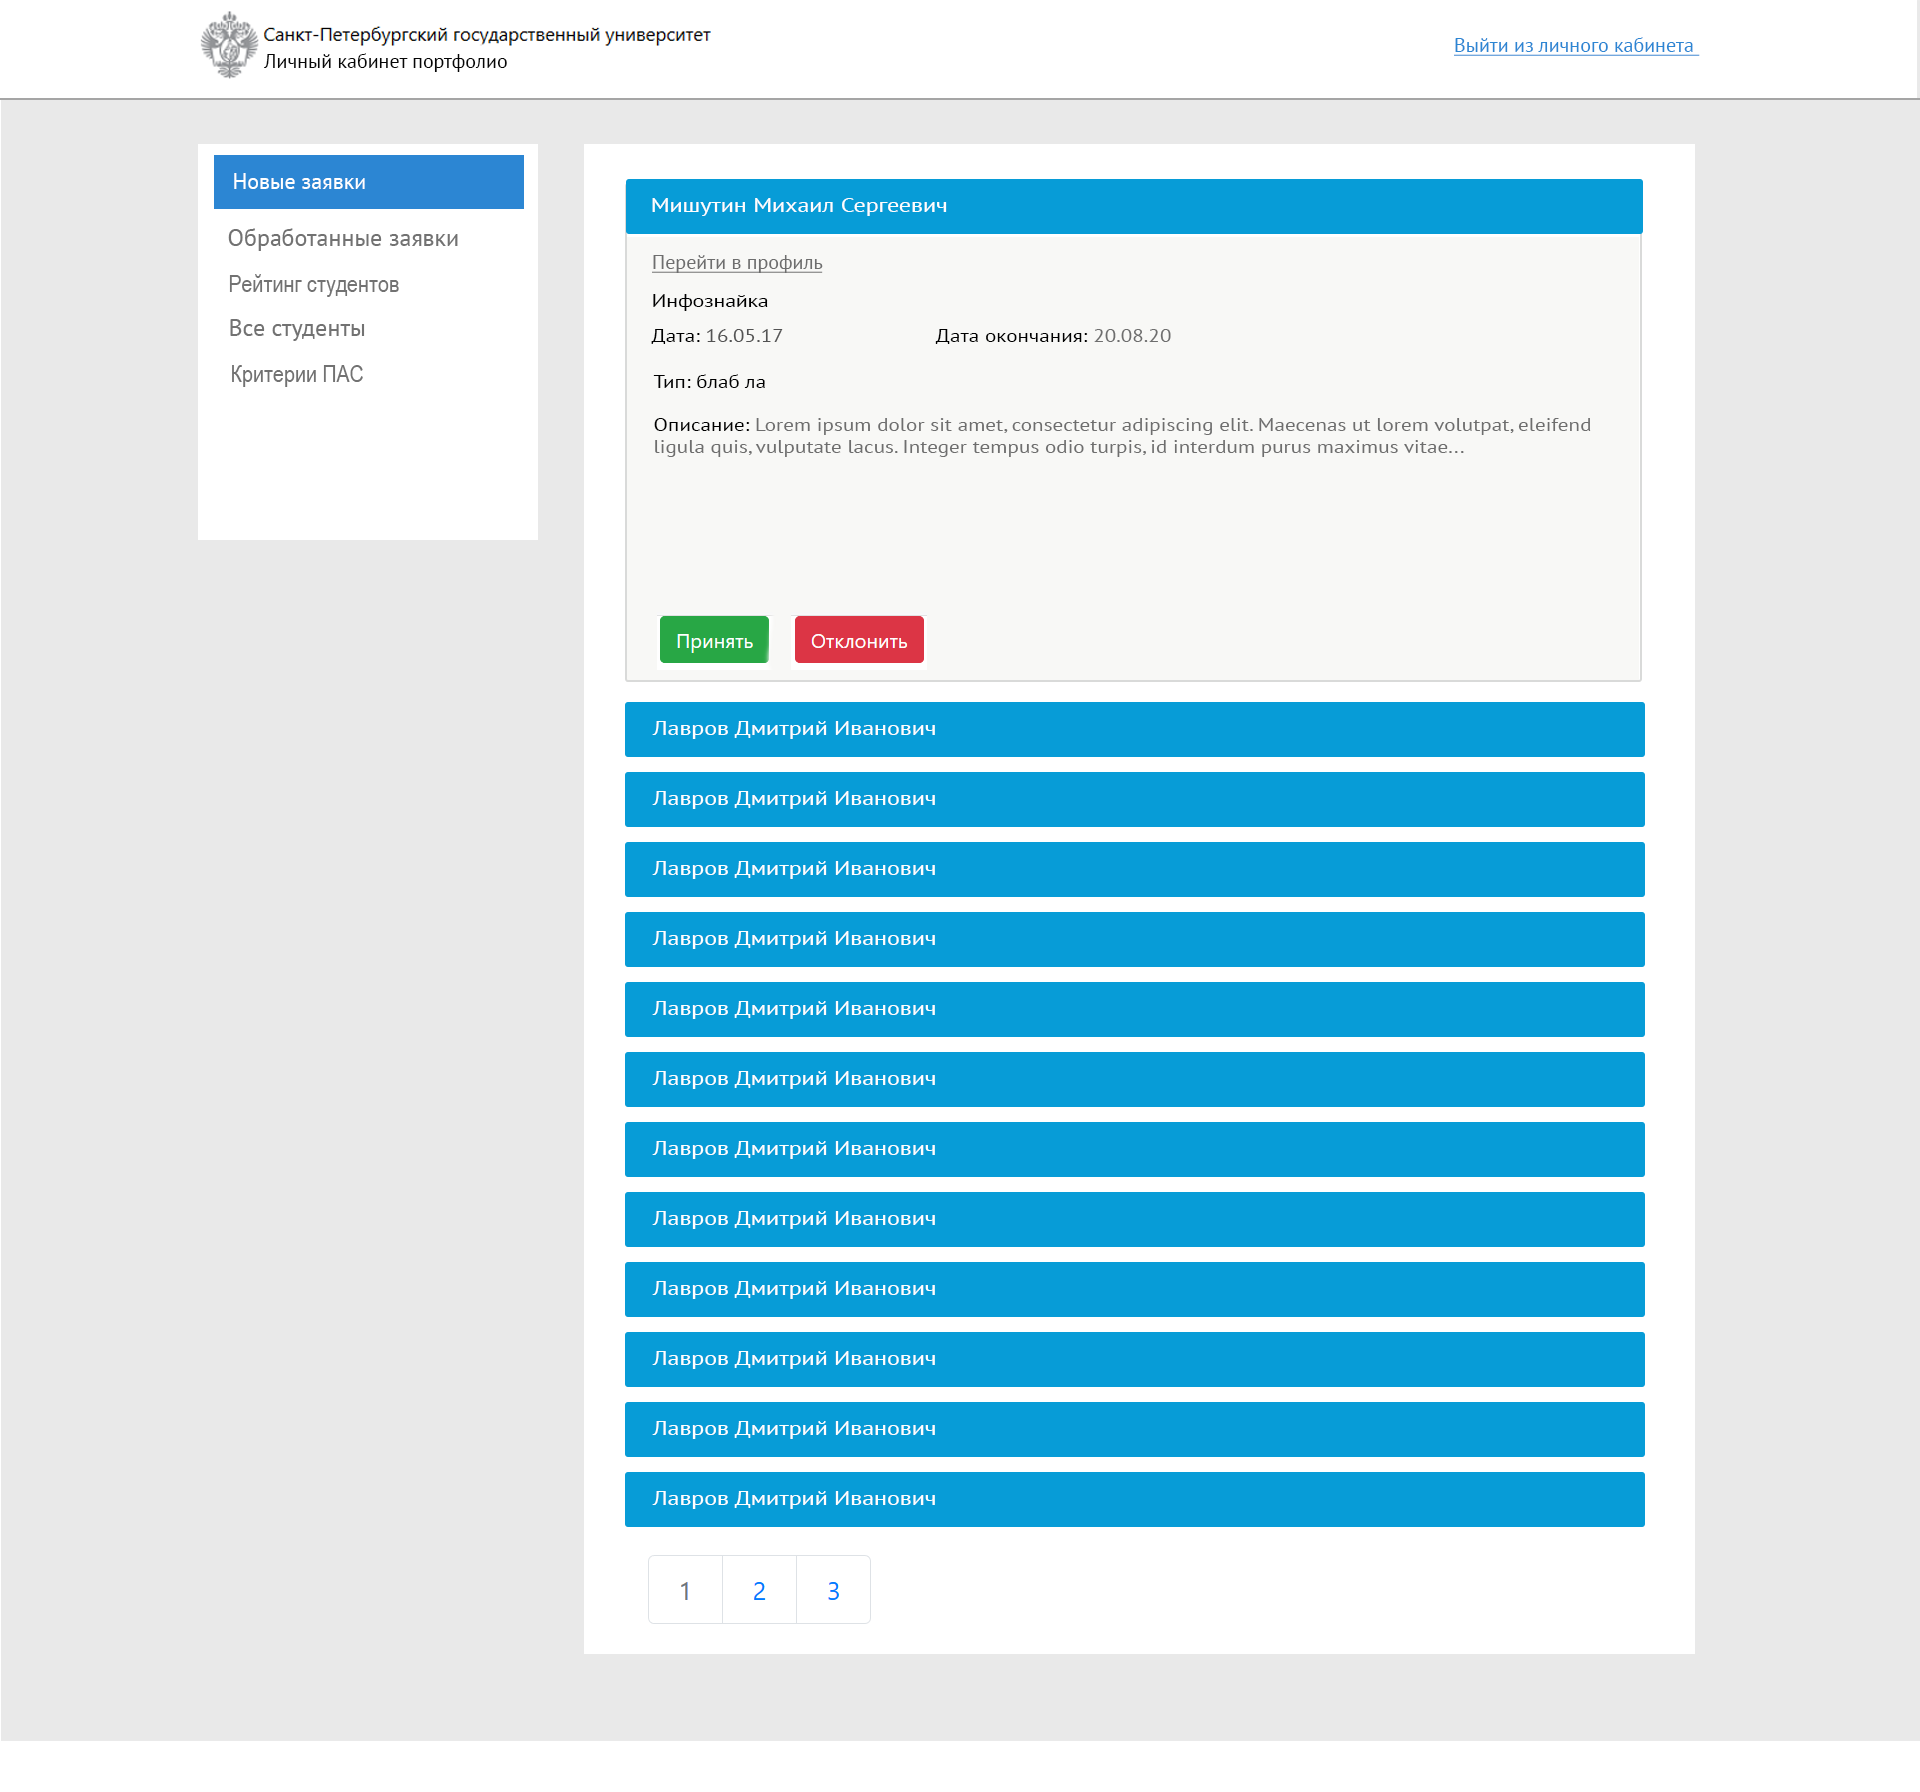 Санкт-Петербургский государственный университет
Личный кабинет портфолио
Выйти из личного кабинета
Новые заявки
Обработанные заявки
Рейтинг студентов
Все студенты
Критерии ПАС
Мишутин Михаил Сергеевич
Перейти в профиль
Инфознайка
Дата: 16.05.17 Дата окончания: 20.08.20
Тип: блаб ла
Описание: Lorem ipsum dolor sit amet, consectetur adipiscing elit. Maecenas ut lorem volutpat, eleifend
ligula quis, vulputate lacus. Integer tempus odio turpis, id interdum purus maximus vitae...
Принять Отклонить
Лавров Дмитрий Иванович
Лавров Дмитрий Иванович
Лавров Дмитрий Иванович
Лавров Дмитрий Иванович
Лавров Дмитрий Иванович
Лавров Дмитрий Иванович
Лавров Дмитрий Иванович
Лавров Дмитрий Иванович
Лавров Дмитрий Иванович
Лавров Дмитрий Иванович
Лавров Дмитрий Иванович
Лавров Дмитрий Иванович
1 2 3